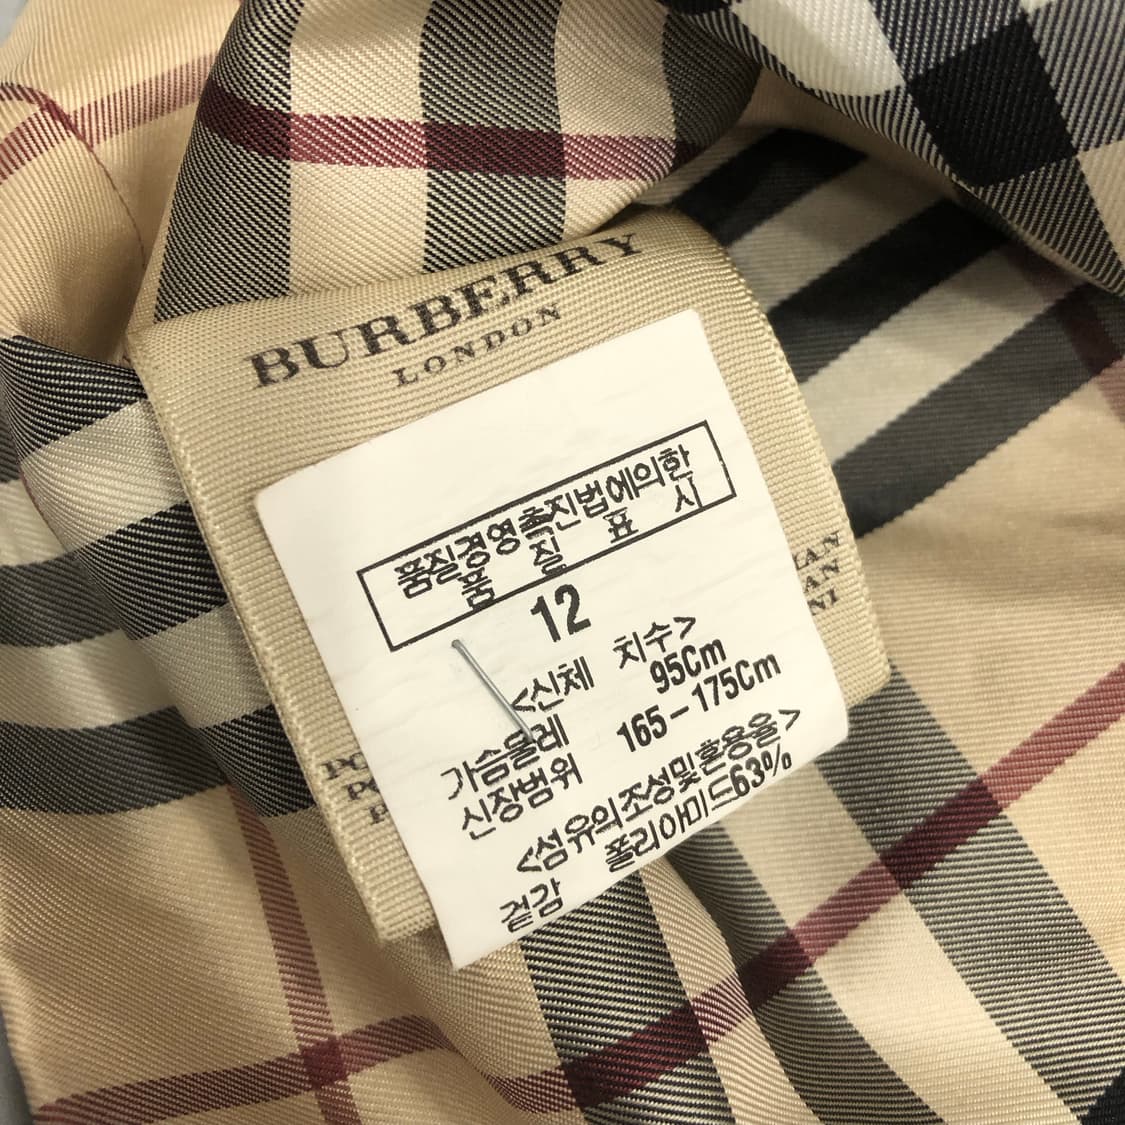 BURBERRY
LONDON
품질경영촉진법에의한
품 질 표 시
12
<신체 치수>
가슴둘레 95Cm
신장범위 165-175Cm
<섬유의조성및혼용율>
겉감 폴리아미드63%